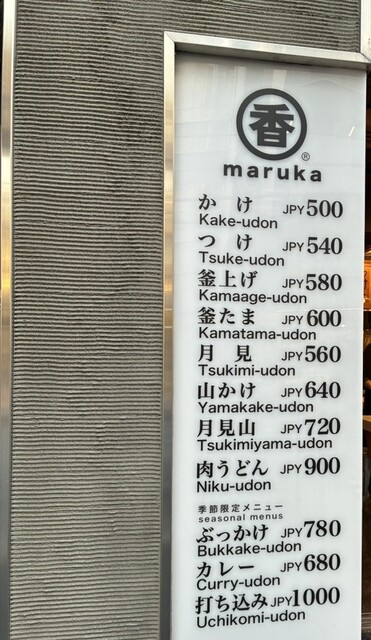 香
®
maruka
かけ JPY500
Kake-udon
つけ JPY540
Tsuke-udon
釜上げ JPY580
Kamaage-udon
釜たま JPY600
Kamatama-udon
月見 JPY560
Tsukimi-udon
山かけ JPY640
Yamakake-udon
月見山 JPY720
Tsukimiyama-udon
肉うどん JPY900
Niku-udon
季節限定メニュー
seasonal menus
ぶっかけ JPY780
Bukkake-udon
カレー JPY680
Curry-udon
打ち込み JPY1000
Uchikomi-udon